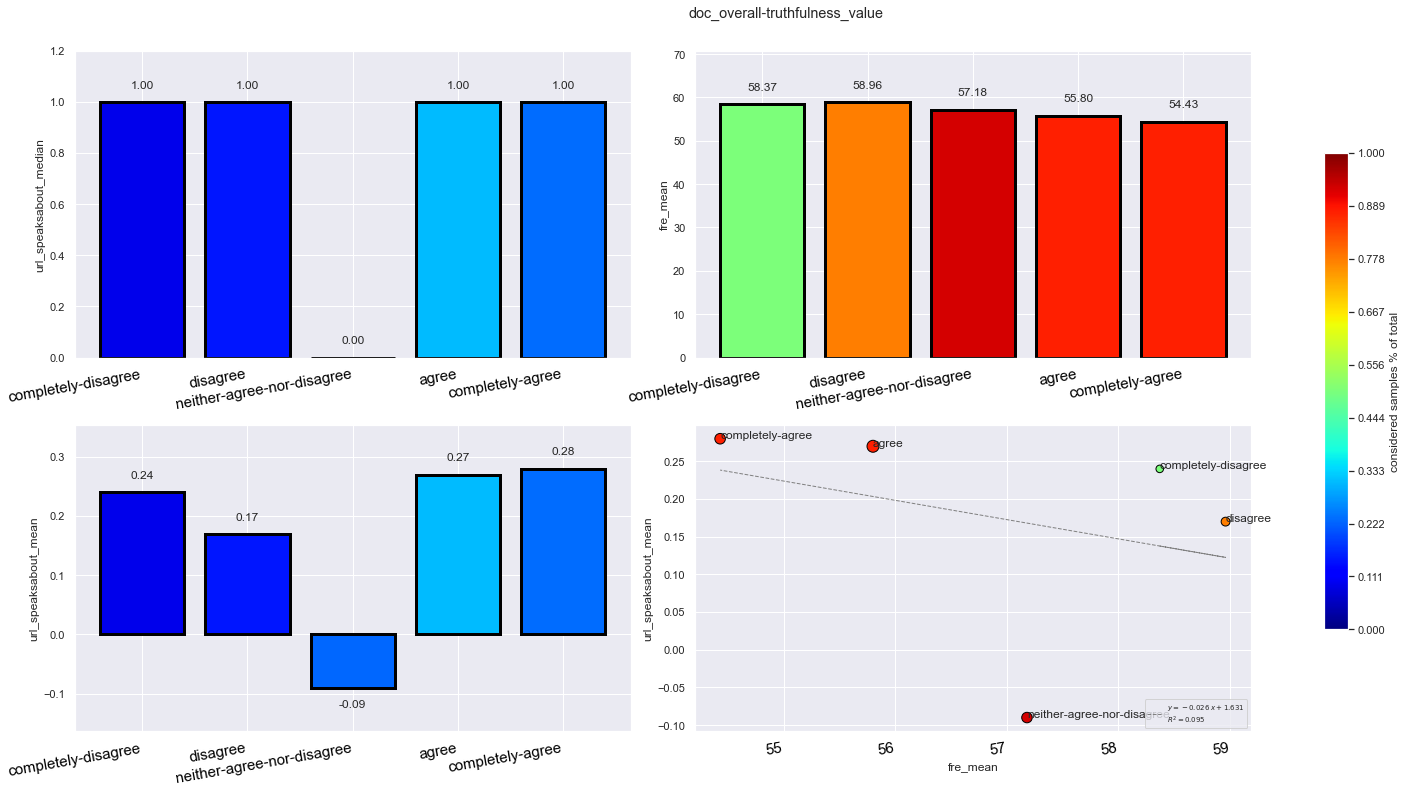 doc_overall-truthfulness_value
url_speaksabout_median
1.2
1.0
0.8
0.6
0.4
0.2
0.0
1.00
1.00
0.00
1.00
1.00
completely-disagree
disagree
neither-agree-nor-disagree
agree
completely-agree
fre_mean
70
60
50
40
30
20
10
0
58.37
58.96
57.18
55.80
54.43
completely-disagree
disagree
neither-agree-nor-disagree
agree
completely-agree
url_speaksabout_mean
0.3
0.2
0.1
0.0
−0.1
0.24
0.17
-0.09
0.27
0.28
completely-disagree
disagree
neither-agree-nor-disagree
agree
completely-agree
url_speaksabout_mean
0.25
0.20
0.15
0.10
0.05
0.00
−0.05
−0.10
completely-agree
agree
completely-disagree
disagree
neither-agree-nor-disagree
y = −0.026 x + 1.631
R² = 0.095
55
56
57
58
59
fre_mean
1.000
0.889
0.778
0.667
0.556
0.444
0.333
0.222
0.111
0.000
considered samples % of total